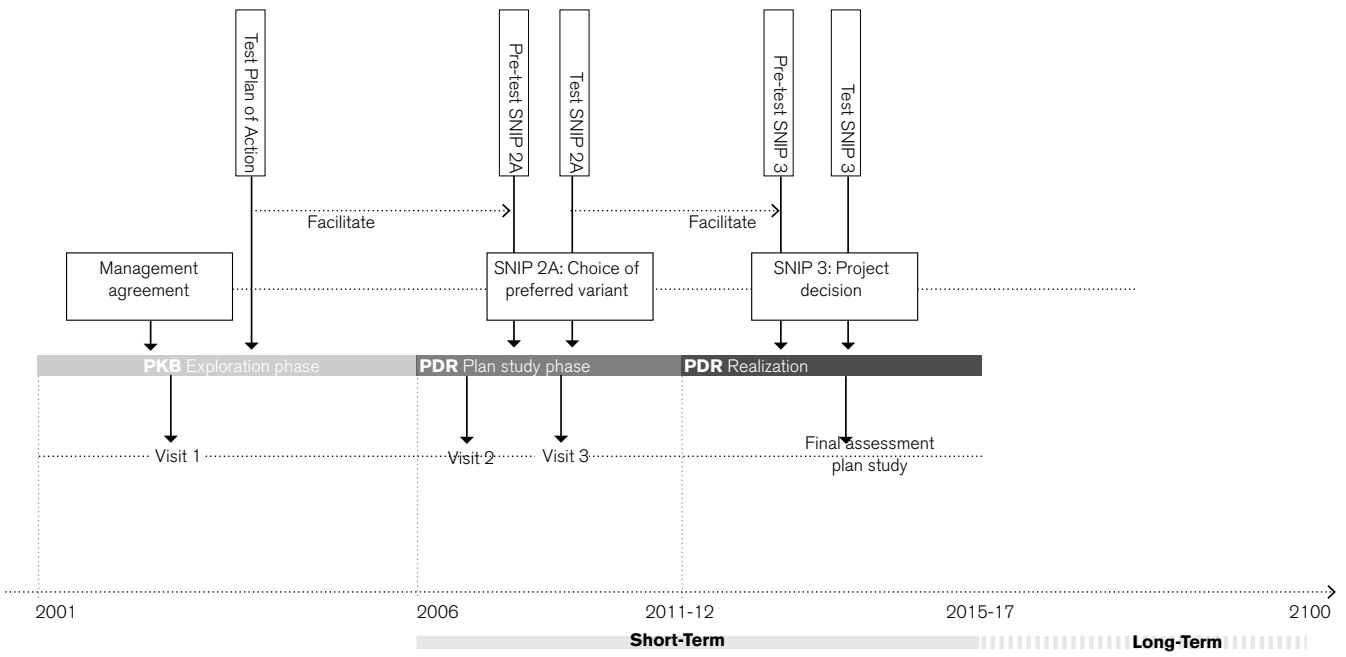 Test Plan of Action
Pre-test SNIP 2A
Test SNIP 2A
Pre-test SNIP 3
Test SNIP 3
Facilitate
Facilitate
Management
agreement
SNIP 2A: Choice of
preferred variant
SNIP 3: Project
decision
PKB Exploration phase
PDR Plan study phase
PDR Realization
Visit 1
Visit 2
Visit 3
Final assessment
plan study
2001
2006
2011-12
2015-17
2100
Short-Term
Long-Term